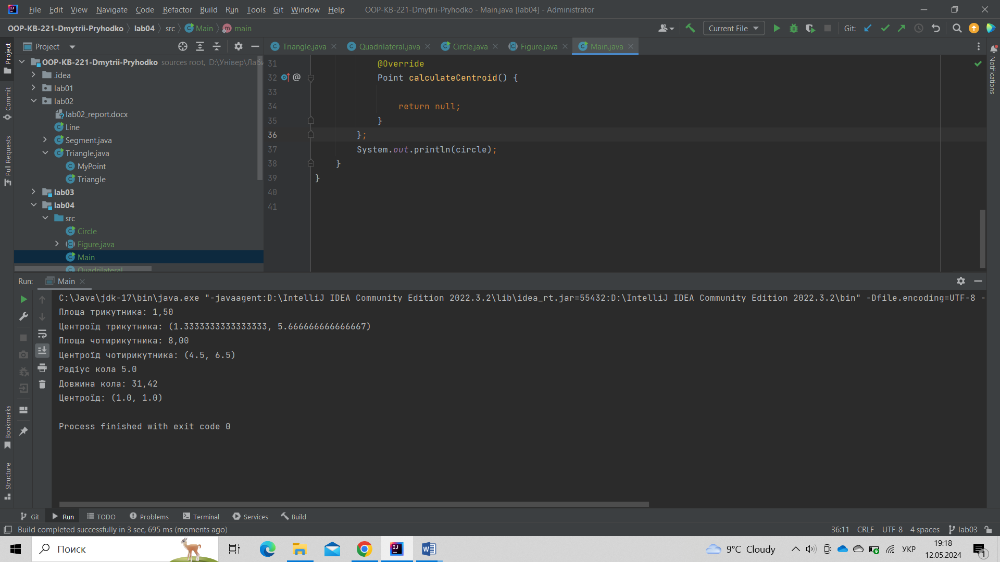 File Edit View Navigate Code Refactor Build Run Tools Git Window Help OOP-KB-221-Dmytrii-Pryhodko - Main.java [lab04] - Administrator
OOP-KB-221-Dmytrii-Pryhodko lab04 src Main main Current File Git:
Project Triangle.java Quadrilateral.java Circle.java Figure.java Main.java
OOP-KB-221-Dmytrii-Pryhodko sources root, D:\Універ\Лаби
.idea
lab01
lab02
lab02_report.docx
Line
Segment.java
Triangle.java
MyPoint
Triangle
lab03
lab04
src
Circle
Figure.java
Main
Quadrilateral
31 @Override
32 @ Point calculateCentroid() {
33
34 return null;
35 }
36 };
37 System.out.println(circle);
38 }
39 }
40
41
Project
Commit
Pull Requests
Bookmarks
Structure
Notifications
Run: Main
C:\Java\jdk-17\bin\java.exe "-javaagent:D:\IntelliJ IDEA Community Edition 2022.3.2\lib\idea_rt.jar=55432:D:\IntelliJ IDEA Community Edition 2022.3.2\bin" -Dfile.encoding=UTF-8 -
Площа трикутника: 1,50
Центроїд трикутника: (1.3333333333333333, 5.666666666666667)
Площа чотирикутника: 8,00
Центроїд чотирикутника: (4.5, 6.5)
Радіус кола 5.0
Довжина кола: 31,42
Центроїд: (1.0, 1.0)
Process finished with exit code 0
Git Run TODO Problems Terminal Services Build
Build completed successfully in 3 sec, 695 ms (moments ago) 36:11 CRLF UTF-8 4 spaces lab03
Поиск 9°C Cloudy УКР 19:18
12.05.2024 1